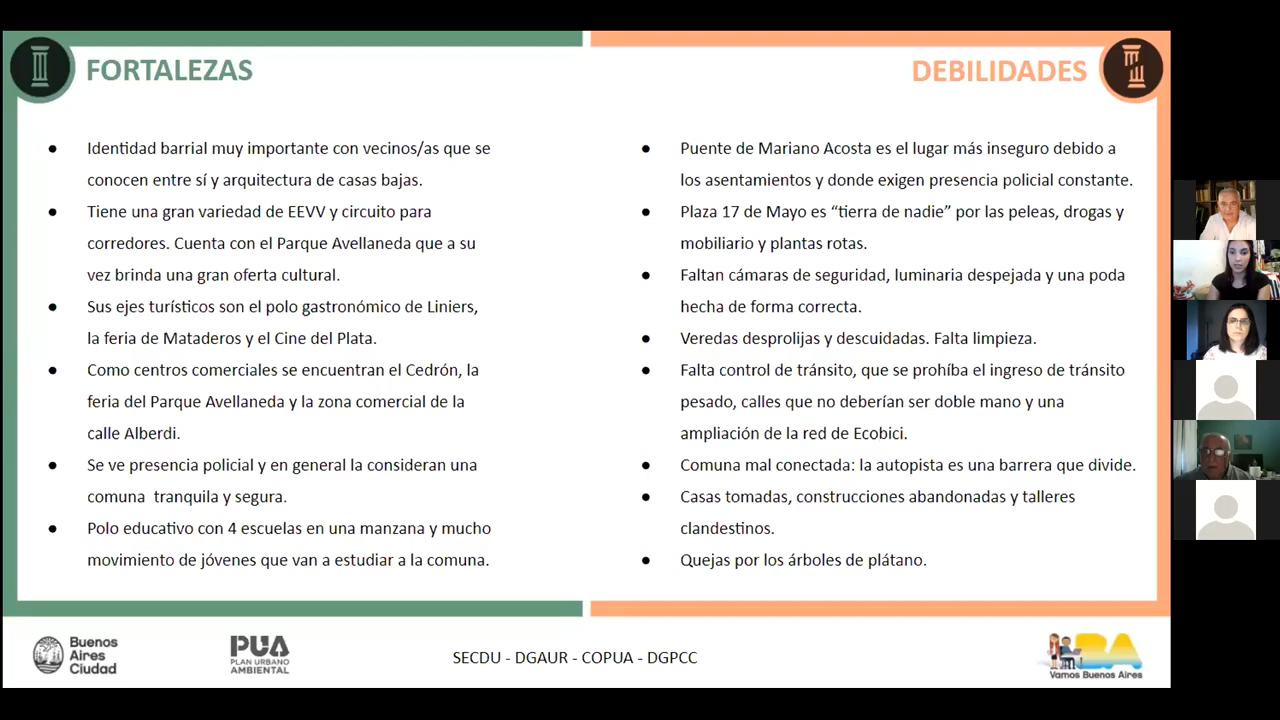 FORTALEZAS
● Identidad barrial muy importante con vecinos/as que se
conocen entre sí y arquitectura de casas bajas.
● Tiene una gran variedad de EEVV y circuito para
corredores. Cuenta con el Parque Avellaneda que a su
vez brinda una gran oferta cultural.
● Sus ejes turísticos son el polo gastronómico de Liniers,
la feria de Mataderos y el Cine del Plata.
● Como centros comerciales se encuentran el Cedrón, la
feria del Parque Avellaneda y la zona comercial de la
calle Alberdi.
● Se ve presencia policial y en general la consideran una
comuna tranquila y segura.
● Polo educativo con 4 escuelas en una manzana y mucho
movimiento de jóvenes que van a estudiar a la comuna.
DEBILIDADES
● Puente de Mariano Acosta es el lugar más inseguro debido a
los asentamientos y donde exigen presencia policial constante.
● Plaza 17 de Mayo es “tierra de nadie” por las peleas, drogas y
mobiliario y plantas rotas.
● Faltan cámaras de seguridad, luminaria despejada y una poda
hecha de forma correcta.
● Veredas desprolijas y descuidadas. Falta limpieza.
● Falta control de tránsito, que se prohíba el ingreso de tránsito
pesado, calles que no deberían ser doble mano y una
ampliación de la red de Ecobici.
● Comuna mal conectada: la autopista es una barrera que divide.
● Casas tomadas, construcciones abandonadas y talleres
clandestinos.
● Quejas por los árboles de plátano.
Buenos
Aires
Ciudad
PUA
PLAN URBANO
AMBIENTAL
SECDU - DGAUR - COPUA - DGPCC
BA
Vamos Buenos Aires